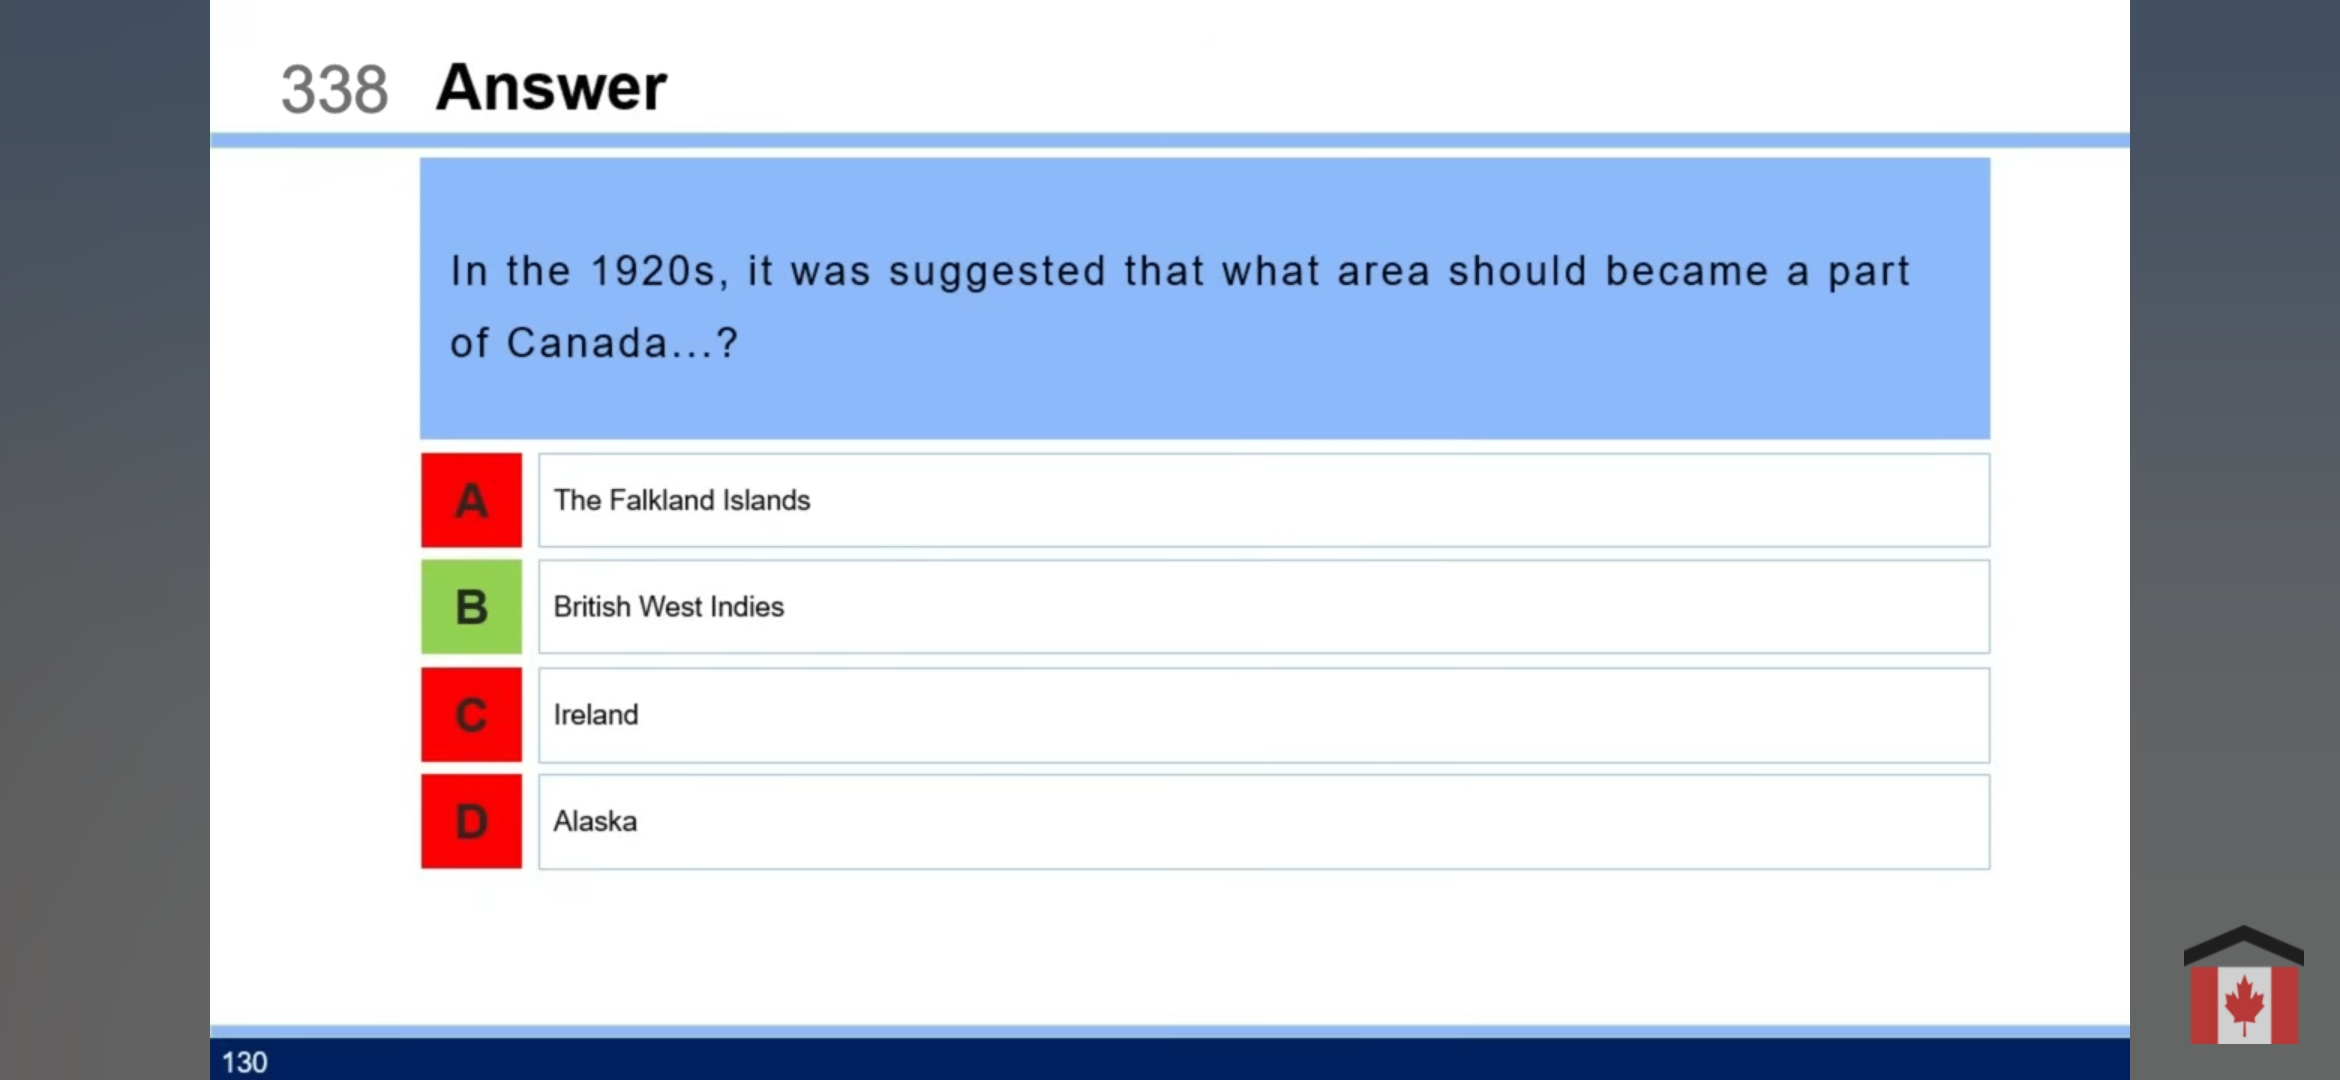 338 Answer
In the 1920s, it was suggested that what area should became a part
of Canada...?
A The Falkland Islands
B British West Indies
C Ireland
D Alaska
130